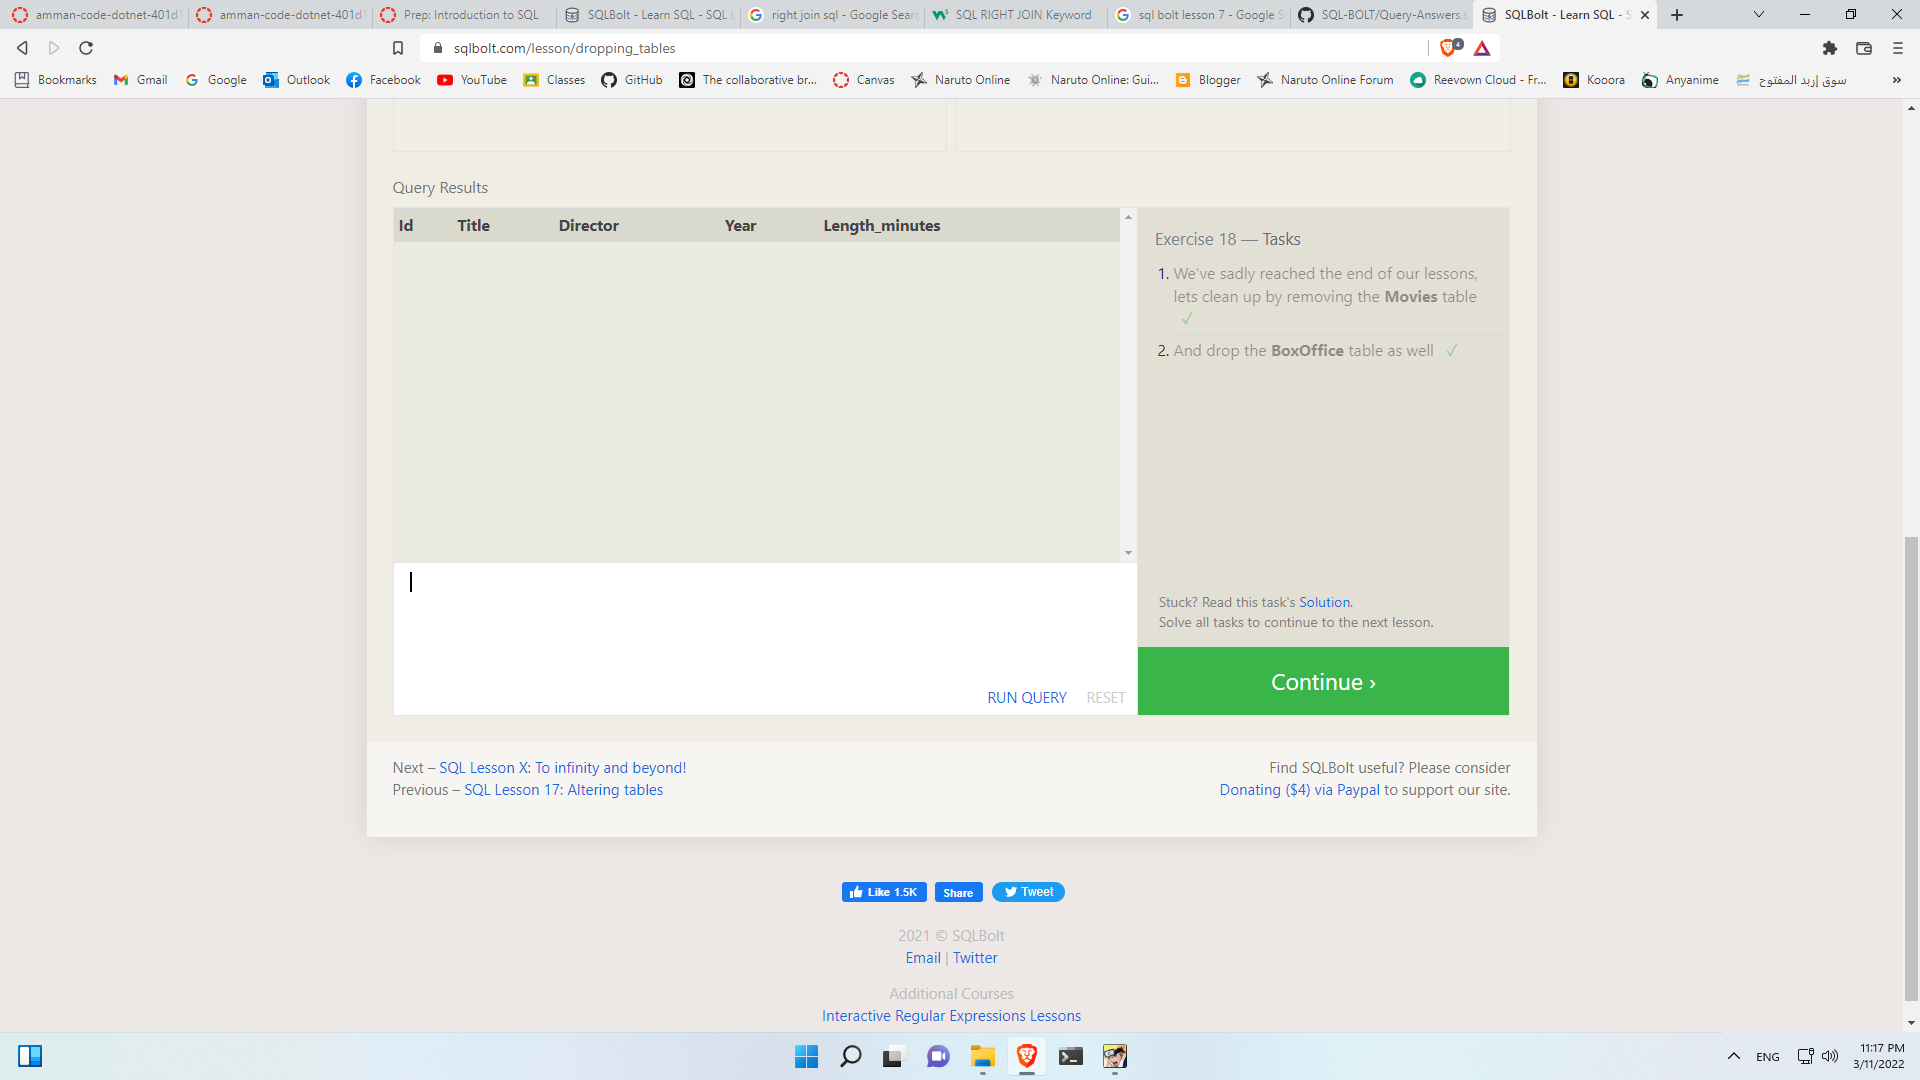 amman-code-dotnet-401d1
amman-code-dotnet-401d1
Prep: Introduction to SQL
SQLBolt - Learn SQL - SQL L
right join sql - Google Searc
SQL RIGHT JOIN Keyword
sql bolt lesson 7 - Google S
SQL-BOLT/Query-Answers.s
SQLBolt - Learn SQL - S
sqlbolt.com/lesson/dropping_tables
4
Bookmarks
Gmail
Google
Outlook
Facebook
YouTube
Classes
GitHub
The collaborative br...
Canvas
Naruto Online
Naruto Online: Gui...
Blogger
Naruto Online Forum
Reevown Cloud - Fr...
Kooora
Anyanime
سوق إربد المفتوح
»
Query Results
Id Title Director Year Length_minutes
Exercise 18 — Tasks
1. We've sadly reached the end of our lessons,
lets clean up by removing the Movies table
✓
2. And drop the BoxOffice table as well ✓
Stuck? Read this task's Solution.
Solve all tasks to continue to the next lesson.
RUN QUERY RESET
Continue ›
Next – SQL Lesson X: To infinity and beyond!
Previous – SQL Lesson 17: Altering tables
Find SQLBolt useful? Please consider
Donating ($4) via Paypal to support our site.
Like 1.5K
Share
Tweet
2021 © SQLBolt
Email | Twitter
Additional Courses
Interactive Regular Expressions Lessons
ENG
11:17 PM
3/11/2022